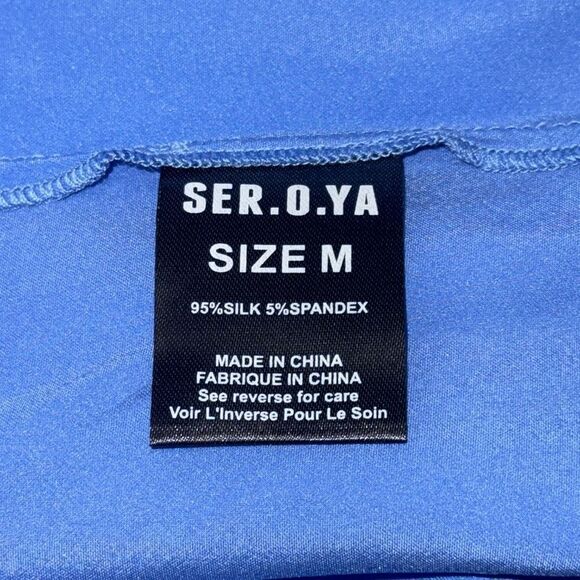 SER.O.YA
SIZE M
95%SILK 5%SPANDEX
MADE IN CHINA
FABRIQUE IN CHINA
See reverse for care
Voir L'Inverse Pour Le Soin